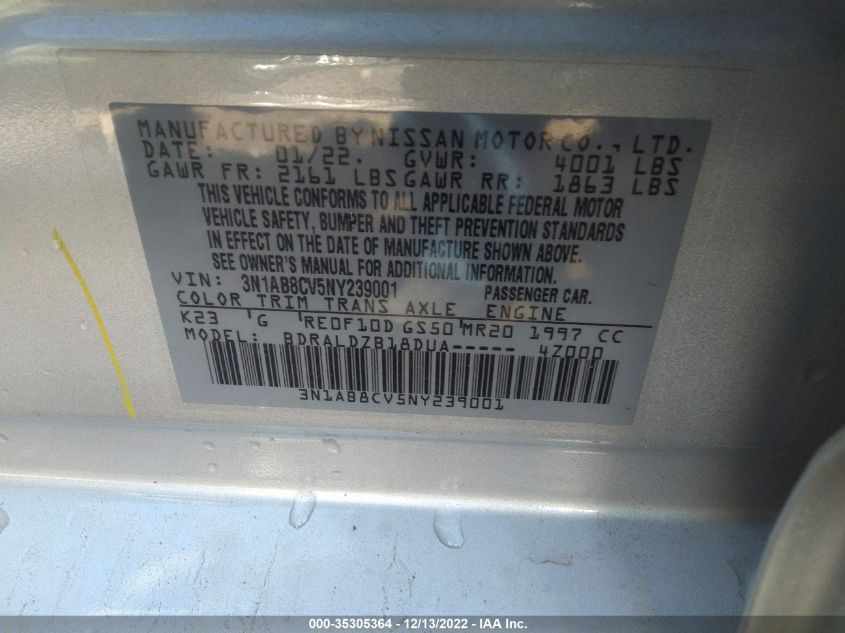 MANUFACTURED BY NISSAN MOTOR CO., LTD.
DATE: 01/22. GVWR: 4001 LBS
GAWR FR: 2161 LBS GAWR RR: 1863 LBS
THIS VEHICLE CONFORMS TO ALL APPLICABLE FEDERAL MOTOR
VEHICLE SAFETY, BUMPER AND THEFT PREVENTION STANDARDS
IN EFFECT ON THE DATE OF MANUFACTURE SHOWN ABOVE.
SEE OWNER'S MANUAL FOR ADDITIONAL INFORMATION.
VIN: 3N1AB8CV5NY239001 PASSENGER CAR.
COLOR TRIM TRANS AXLE ENGINE
K23 'G RE0F10D GS50 MR20 1997 CC
MODEL: BDRALDZB18DUA----- 4Z000
3N1AB8CV5NY239001
000-35305364 - 12/13/2022 - IAA Inc.